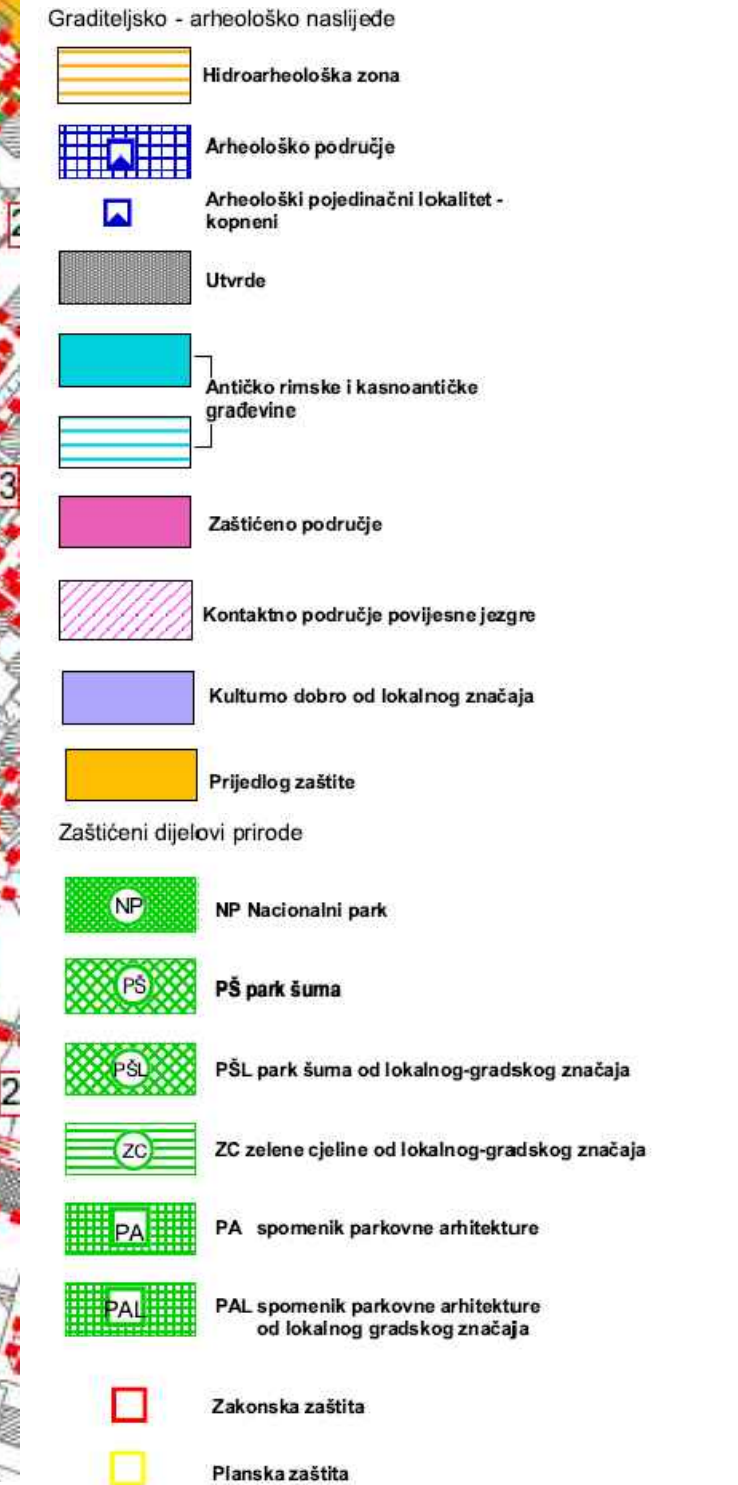 Graditeljsko - arheološko naslijeđe
Hidroarheološka zona
Arheološko područje
Arheološki pojedinačni lokalitet -
kopneni
Utvrde
Antičko rimske i kasnoantičke
građevine
3
Zaštićeno područje
Kontaktno područje povijesne jezgre
Kulturno dobro od lokalnog značaja
Prijedlog zaštite
Zaštićeni dijelovi prirode
NP
NP Nacionalni park
PŠ
PŠ park šuma
PŠL
PŠL park šuma od lokalnog-gradskog značaja
2
ZC
ZC zelene cjeline od lokalnog-gradskog značaja
PA
PA spomenik parkovne arhitekture
PAL
PAL spomenik parkovne arhitekture
od lokalnog gradskog značaja
Zakonska zaštita
Planska zaštita